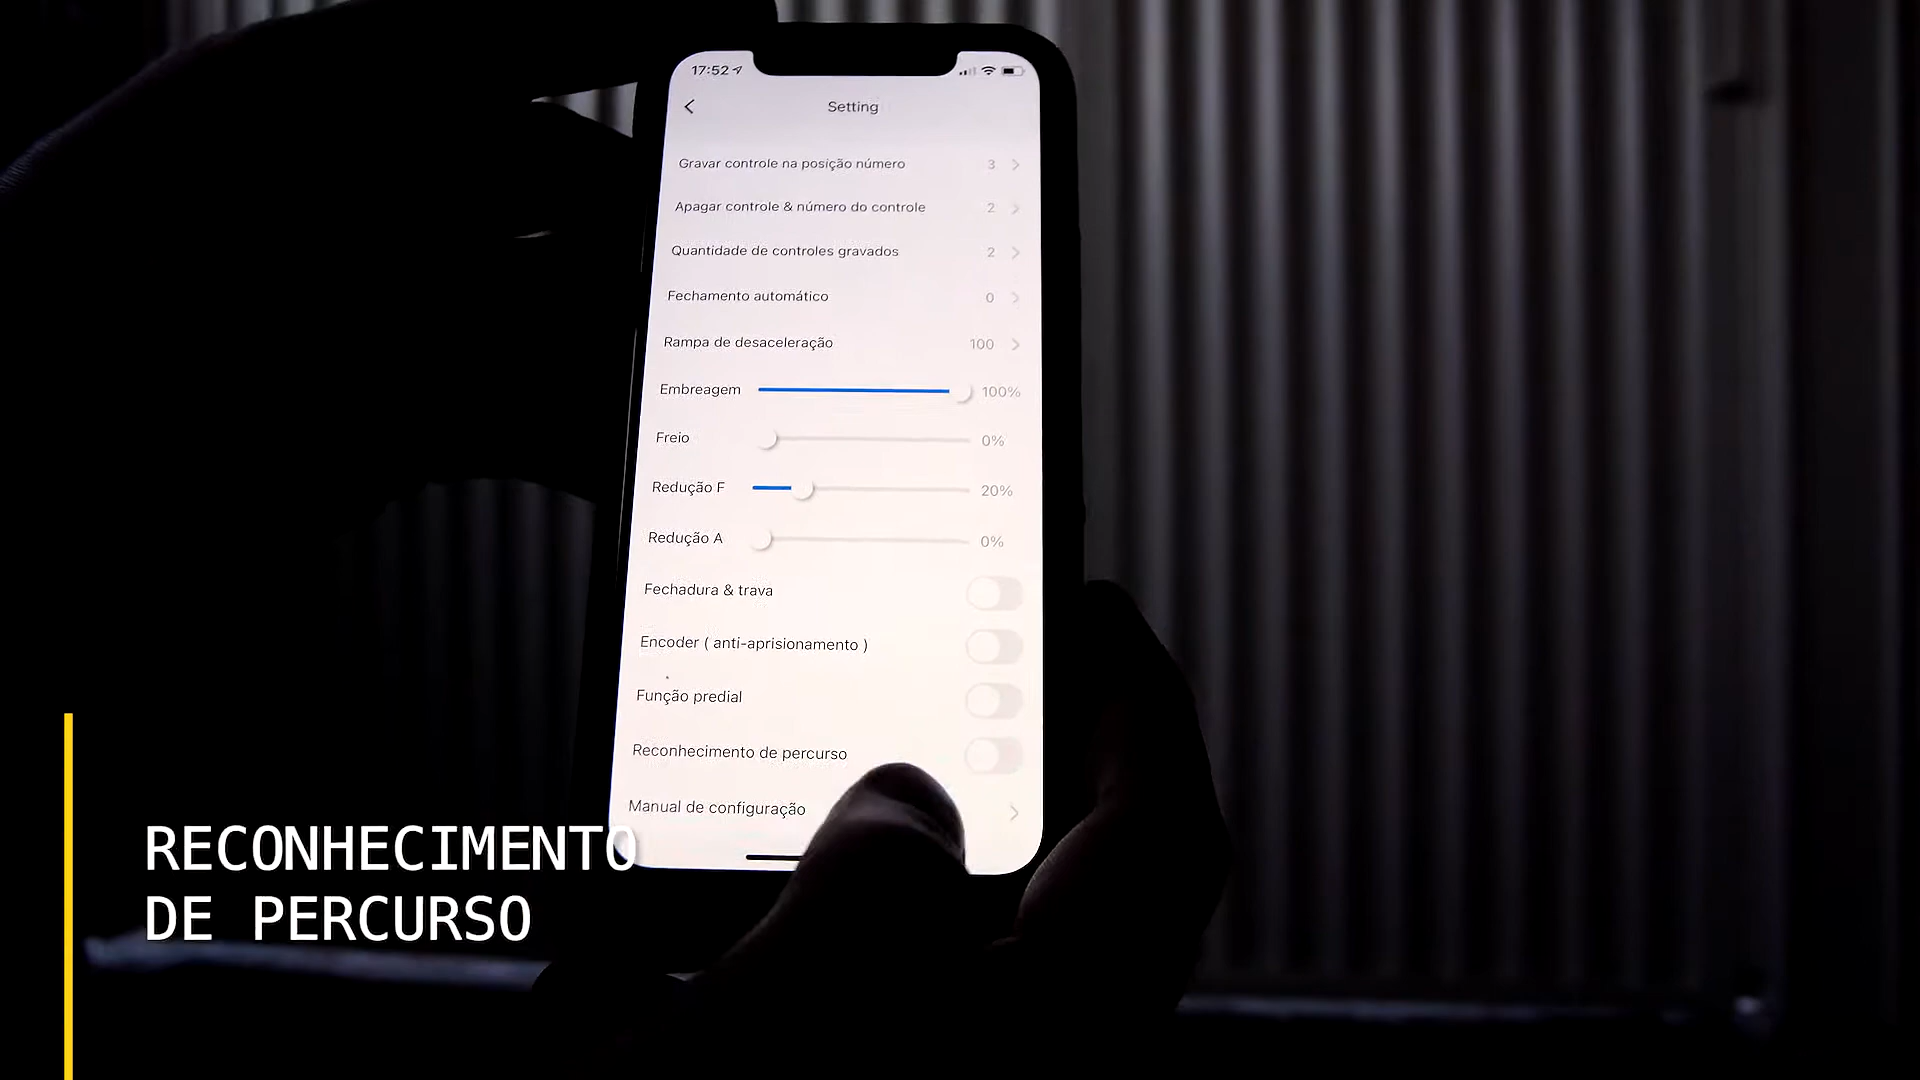 17:52
Setting
Gravar controle na posição número 3
Apagar controle & número do controle 2
Quantidade de controles gravados 2
Fechamento automático 0
Rampa de desaceleração 100
Embreagem 100%
Freio 0%
Redução F 20%
Redução A 0%
Fechadura & trava
Encoder ( anti-aprisionamento )
Função predial
Reconhecimento de percurso
Manual de configuração
RECONHECIMENTO
DE PERCURSO